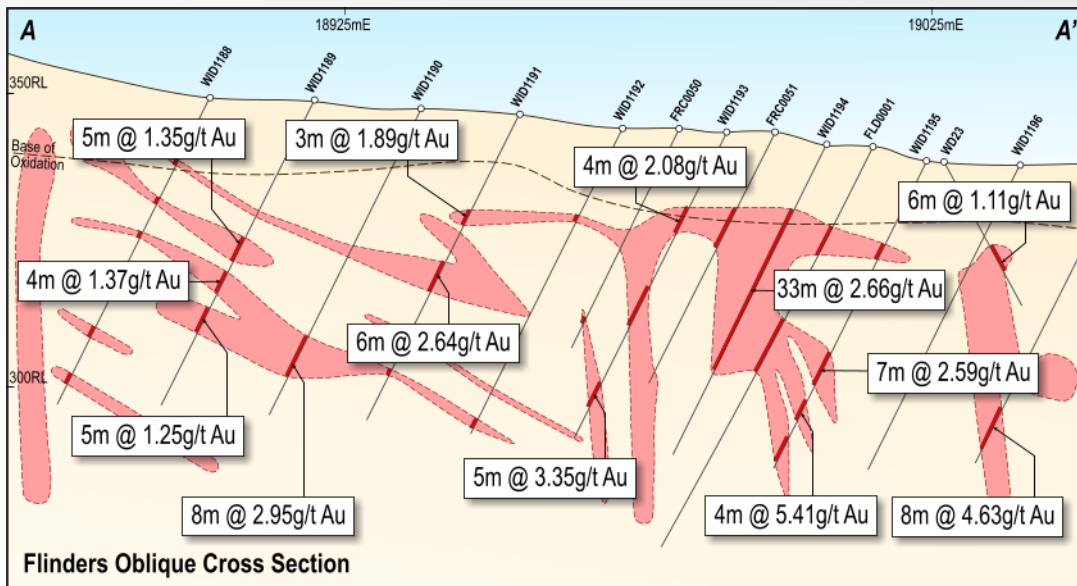 A
18925mE
19025mE
A'
350RL
WID1188
WID1189
WID1190
WID1191
WID1192
FRC0050
WID1193
FRC0051
WID1194
FLD0001
WID1195
WD23
WID1196
Base of
Oxidation
5m @ 1.35g/t Au
3m @ 1.89g/t Au
4m @ 2.08g/t Au
6m @ 1.11g/t Au
4m @ 1.37g/t Au
33m @ 2.66g/t Au
6m @ 2.64g/t Au
300RL
7m @ 2.59g/t Au
5m @ 1.25g/t Au
5m @ 3.35g/t Au
8m @ 2.95g/t Au
4m @ 5.41g/t Au
8m @ 4.63g/t Au
Flinders Oblique Cross Section